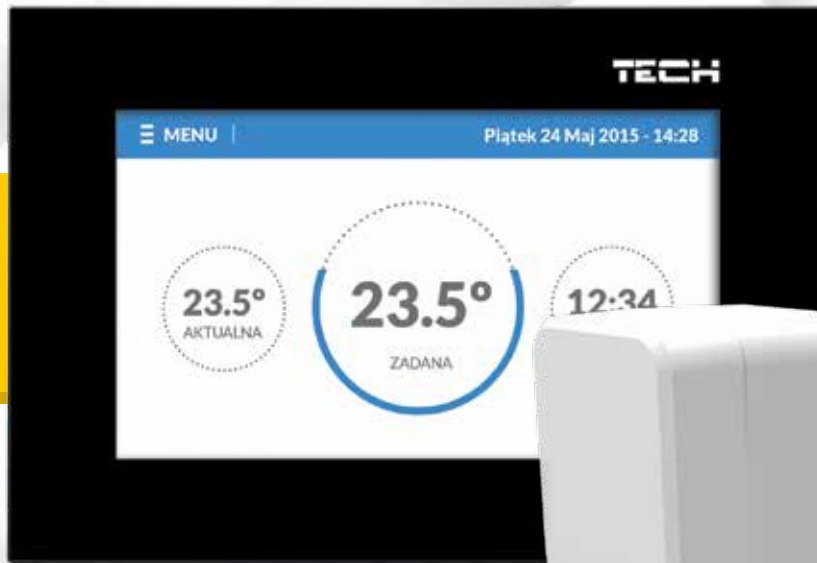 TECH
MENU
Piątek 24 Maj 2015 - 14:28
23.5°
AKTUALNA
23.5°
ZADANA
12:34